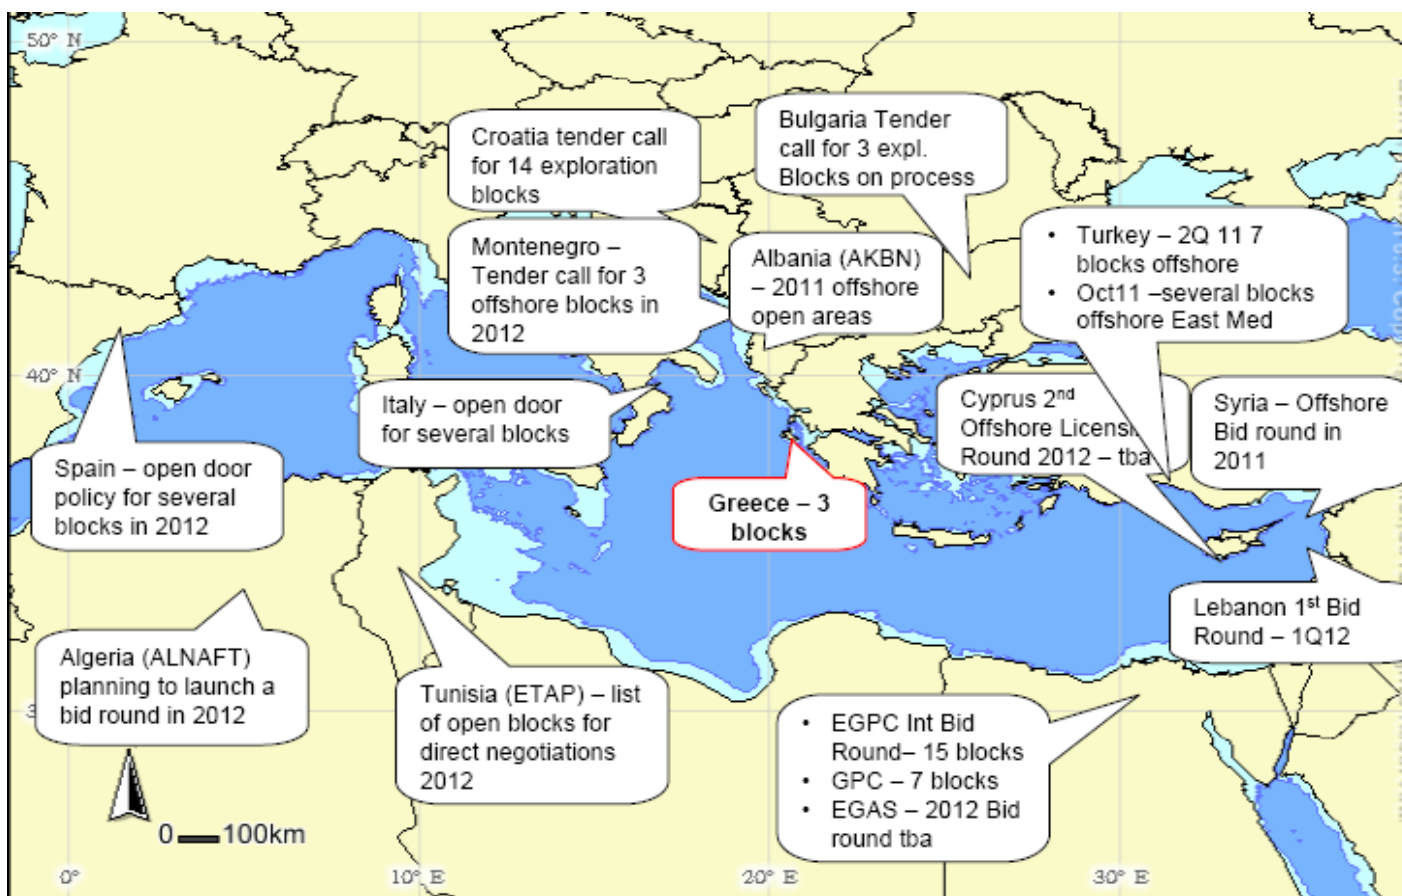 50° N
Croatia tender call
for 14 exploration
blocks
Bulgaria Tender
call for 3 expl.
Blocks on process
Montenegro –
Tender call for 3
offshore blocks in
2012
Albania (AKBN)
– 2011 offshore
open areas
• Turkey – 2Q 11 7
blocks offshore
• Oct11 –several blocks
offshore East Med
40° N
Italy – open door
for several blocks
Cyprus 2nd
Offshore Licensi
Round 2012 – tba
Syria – Offshore
Bid round in
2011
Spain – open door
policy for several
blocks in 2012
Greece – 3
blocks
Lebanon 1st Bid
Round – 1Q12
Algeria (ALNAFT)
planning to launch a
bid round in 2012
Tunisia (ETAP) – list
of open blocks for
direct negotiations
2012
• EGPC Int Bid
Round– 15 blocks
• GPC – 7 blocks
• EGAS – 2012 Bid
round tba
0 100km
0° 10° E 20° E 30° E